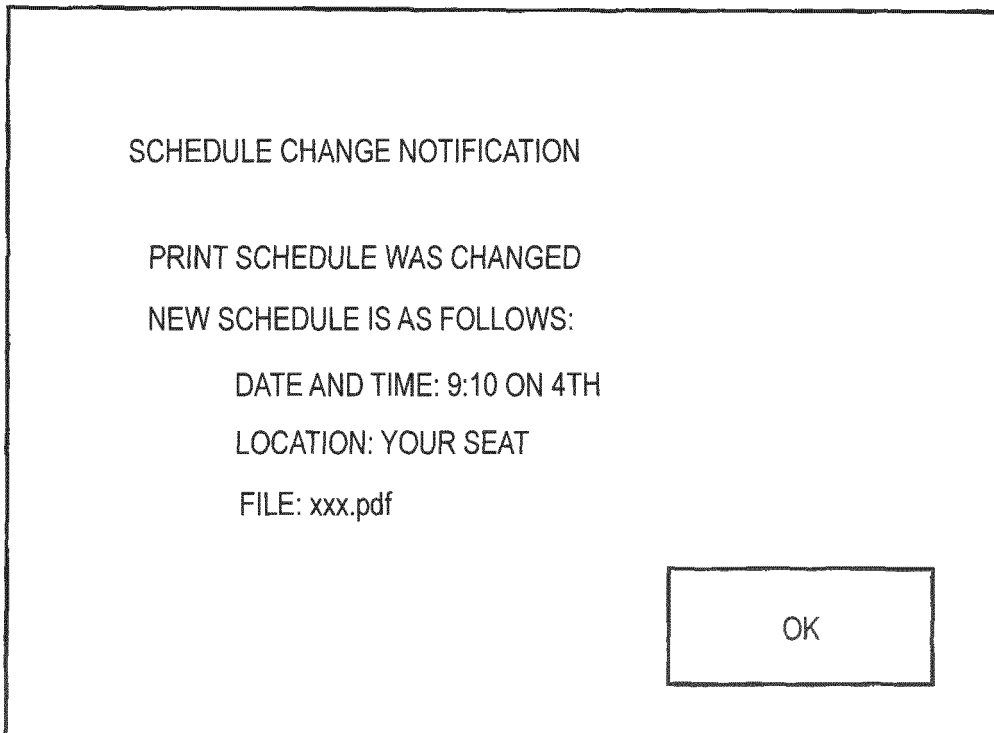 SCHEDULE CHANGE NOTIFICATION
PRINT SCHEDULE WAS CHANGED
NEW SCHEDULE IS AS FOLLOWS:
DATE AND TIME: 9:10 ON 4TH
LOCATION: YOUR SEAT
FILE: xxx.pdf
OK